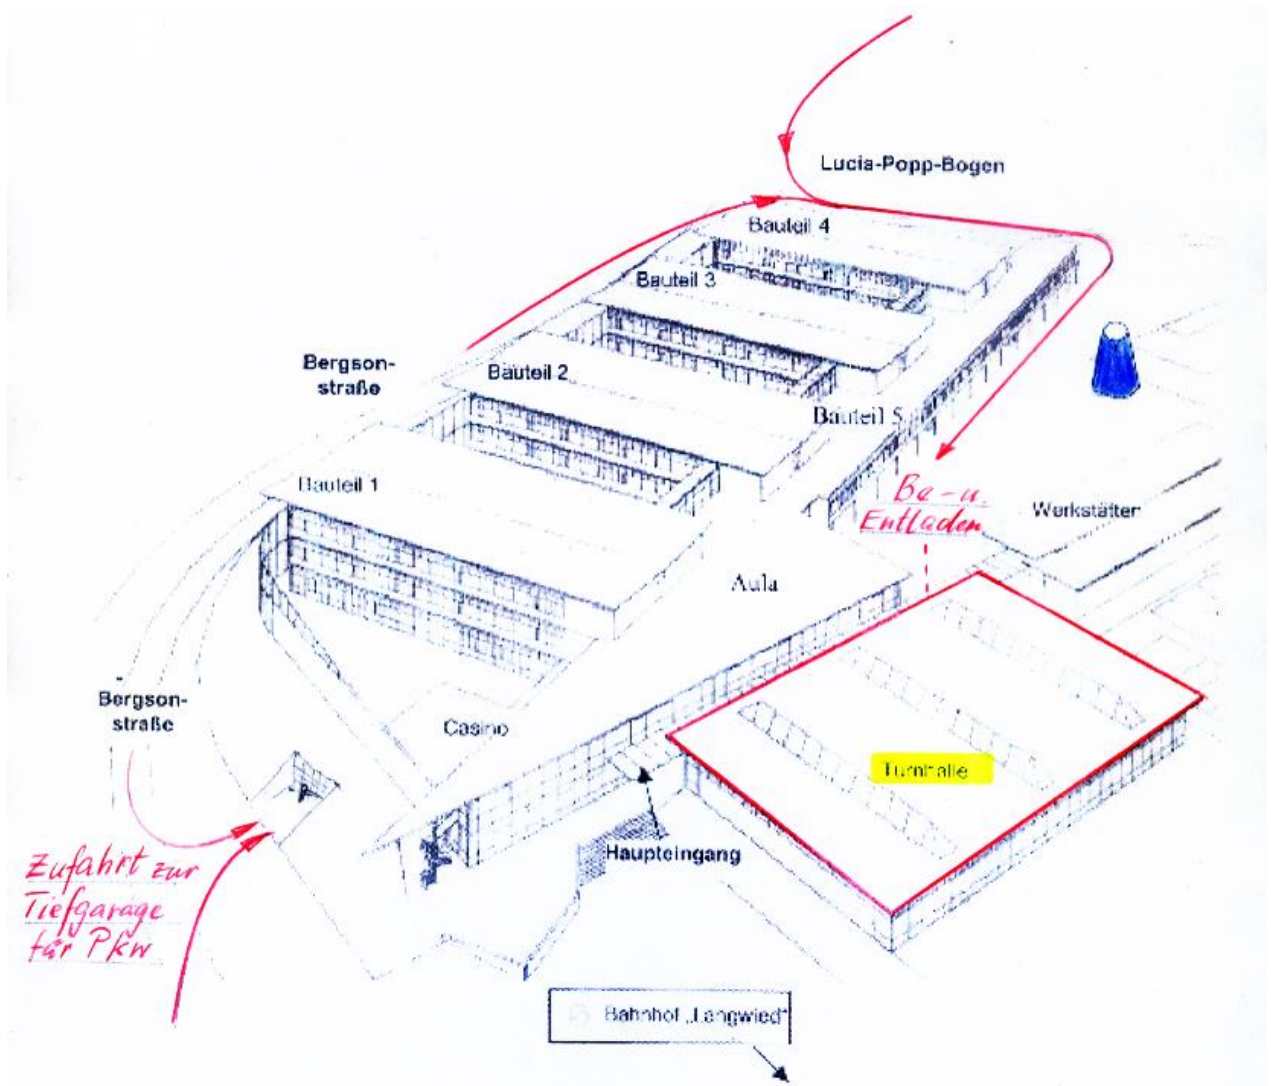 Lucia-Popp-Bogen
Bauteil 4
Bauteil 3
Bergson-
straße
Bauteil 2
Bauteil 5
Bauteil 1
Be- u.
Entladen
Werkstätten
Aula
Bergson-
straße
Casino
Turnhalle
Haupteingang
Zufahrt zur
Tiefgarage
für Pkw
Bahnhof „Langwied"